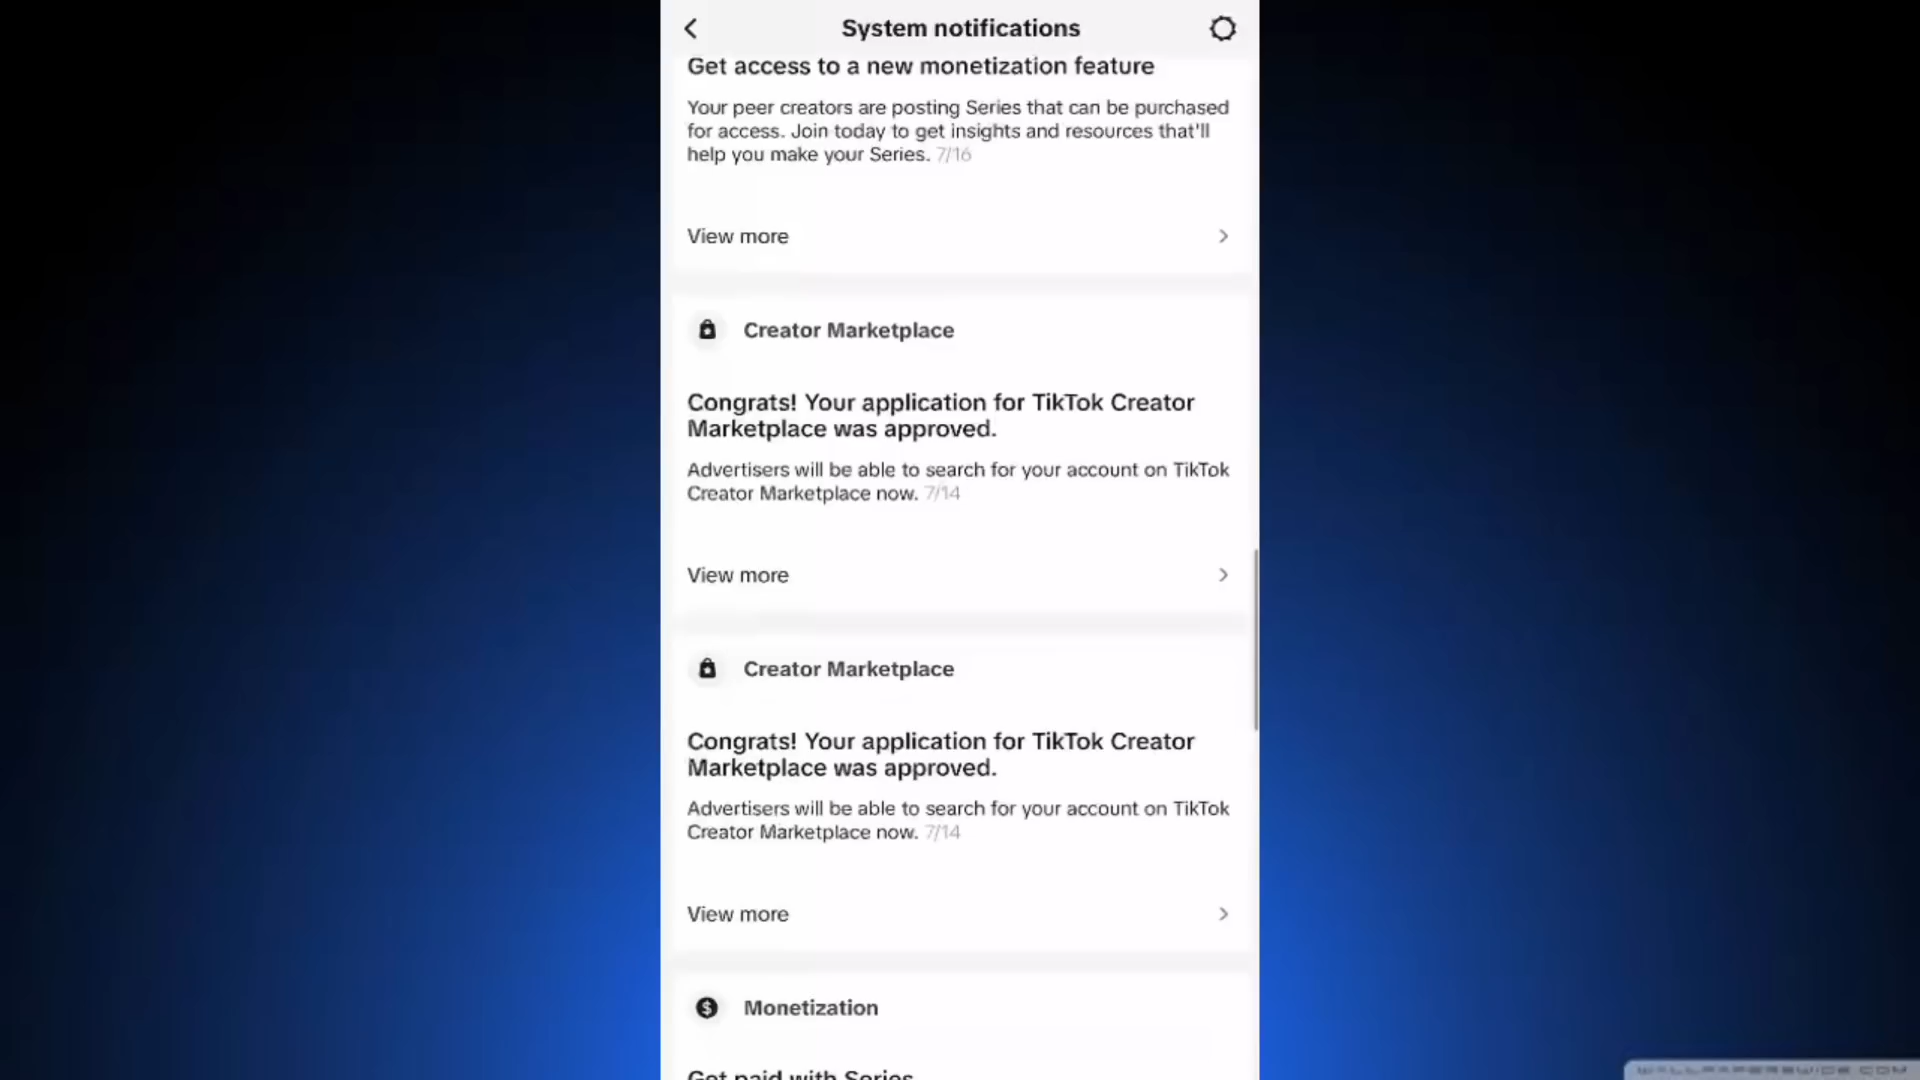 System notifications
Get access to a new monetization feature
Your peer creators are posting Series that can be purchased
for access. Join today to get insights and resources that'll
help you make your Series. 7/16
View more
Creator Marketplace
Congrats! Your application for TikTok Creator
Marketplace was approved.
Advertisers will be able to search for your account on TikTok
Creator Marketplace now. 7/14
View more
Creator Marketplace
Congrats! Your application for TikTok Creator
Marketplace was approved.
Advertisers will be able to search for your account on TikTok
Creator Marketplace now. 7/14
View more
Monetization
Get paid with Series